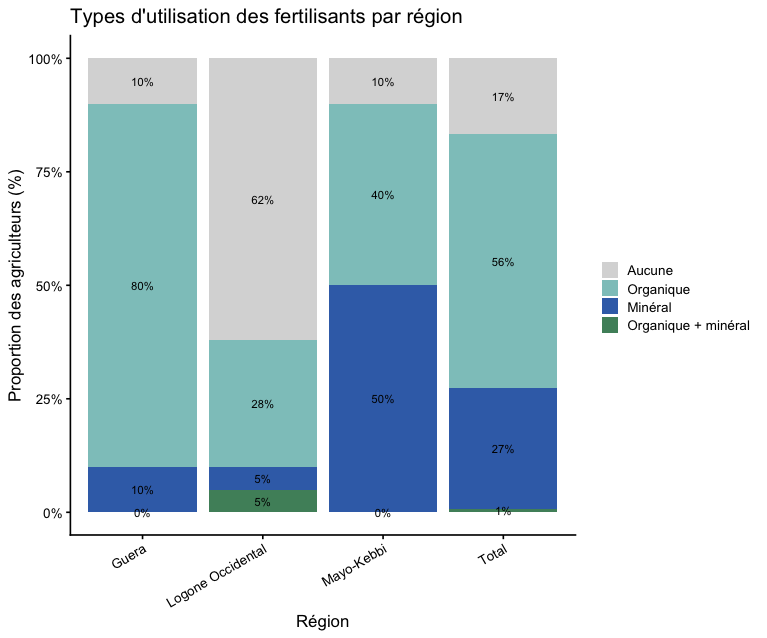 Types d'utilisation des fertilisants par région
Proportion des agriculteurs (%)
100%
75%
50%
25%
0%
10%
80%
10%
0%
62%
28%
5%
5%
10%
40%
50%
0%
17%
56%
27%
1%
Guera
Logone Occidental
Mayo-Kebbi
Total
Région
Aucune
Organique
Minéral
Organique + minéral